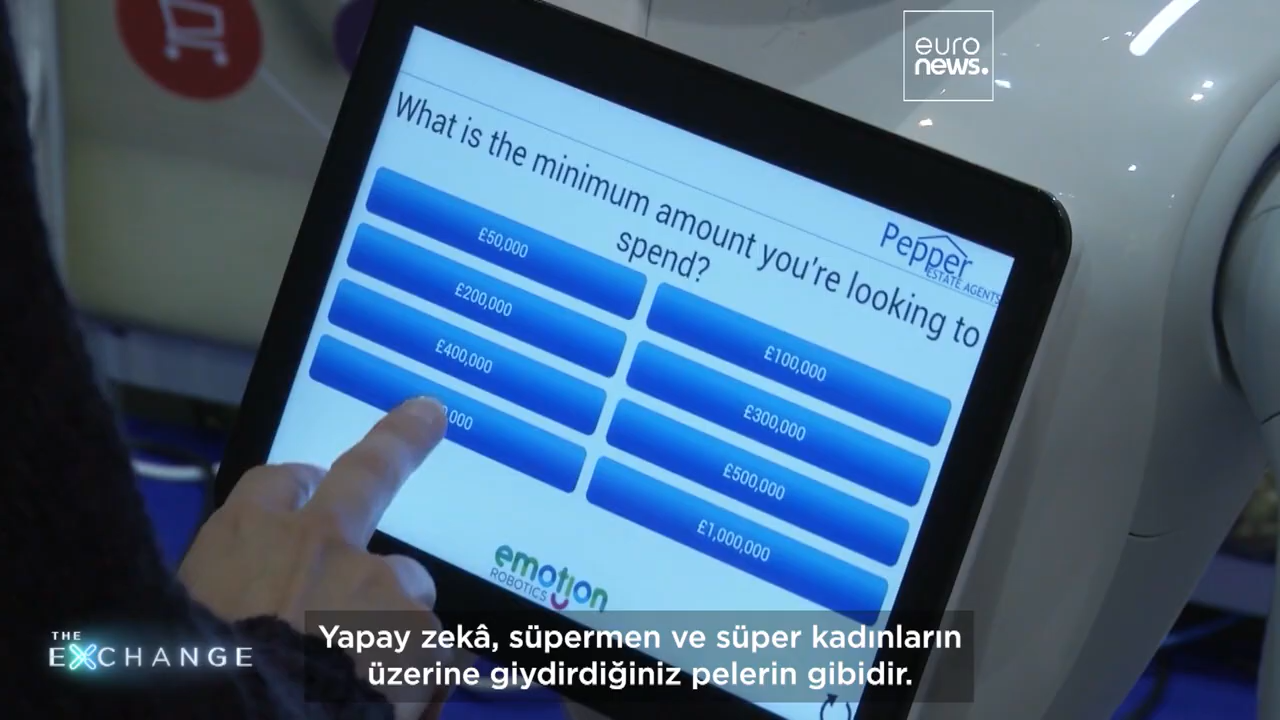 euro
news.
What is the minimum amount you're looking to
spend?
Pepper
ESTATE AGENTS
£50,000
£100,000
£200,000
£300,000
£400,000
£500,000
,000
£1,000,000
emotion
ROBOTICS
THE
EXCHANGE
Yapay zekâ, süpermen ve süper kadınların
üzerine giydirdiğiniz pelerin gibidir.